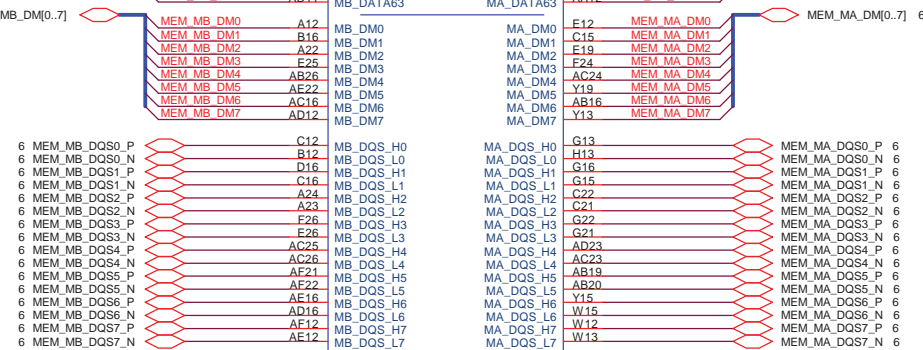 MB_DATA63 MA_DATA63
MB_DM[0..7] MEM_MA_DM[0..7] 6
MEM_MB_DM0 A12 MB_DM0 MA_DM0 E12 MEM_MA_DM0
MEM_MB_DM1 B16 MB_DM1 MA_DM1 C15 MEM_MA_DM1
MEM_MB_DM2 A22 MB_DM2 MA_DM2 E19 MEM_MA_DM2
MEM_MB_DM3 E25 MB_DM3 MA_DM3 F24 MEM_MA_DM3
MEM_MB_DM4 AB26 MB_DM4 MA_DM4 AC24 MEM_MA_DM4
MEM_MB_DM5 AE22 MB_DM5 MA_DM5 Y19 MEM_MA_DM5
MEM_MB_DM6 AC16 MB_DM6 MA_DM6 AB16 MEM_MA_DM6
MEM_MB_DM7 AD12 MB_DM7 MA_DM7 Y13 MEM_MA_DM7
6 MEM_MB_DQS0_P C12 MB_DQS_H0 MA_DQS_H0 G13 MEM_MA_DQS0_P 6
6 MEM_MB_DQS0_N B12 MB_DQS_L0 MA_DQS_L0 H13 MEM_MA_DQS0_N 6
6 MEM_MB_DQS1_P D16 MB_DQS_H1 MA_DQS_H1 G16 MEM_MA_DQS1_P 6
6 MEM_MB_DQS1_N C16 MB_DQS_L1 MA_DQS_L1 G15 MEM_MA_DQS1_N 6
6 MEM_MB_DQS2_P A24 MB_DQS_H2 MA_DQS_H2 C22 MEM_MA_DQS2_P 6
6 MEM_MB_DQS2_N A23 MB_DQS_L2 MA_DQS_L2 C21 MEM_MA_DQS2_N 6
6 MEM_MB_DQS3_P F26 MB_DQS_H3 MA_DQS_H3 G22 MEM_MA_DQS3_P 6
6 MEM_MB_DQS3_N E26 MB_DQS_L3 MA_DQS_L3 G21 MEM_MA_DQS3_N 6
6 MEM_MB_DQS4_P AC25 MB_DQS_H4 MA_DQS_H4 AD23 MEM_MA_DQS4_P 6
6 MEM_MB_DQS4_N AC26 MB_DQS_L4 MA_DQS_L4 AC23 MEM_MA_DQS4_N 6
6 MEM_MB_DQS5_P AF21 MB_DQS_H5 MA_DQS_H5 AB19 MEM_MA_DQS5_P 6
6 MEM_MB_DQS5_N AF22 MB_DQS_L5 MA_DQS_L5 AB20 MEM_MA_DQS5_N 6
6 MEM_MB_DQS6_P AE16 MB_DQS_H6 MA_DQS_H6 Y15 MEM_MA_DQS6_P 6
6 MEM_MB_DQS6_N AD16 MB_DQS_L6 MA_DQS_L6 W15 MEM_MA_DQS6_N 6
6 MEM_MB_DQS7_P AF12 MB_DQS_H7 MA_DQS_H7 W12 MEM_MA_DQS7_P 6
6 MEM_MB_DQS7_N AE12 MB_DQS_L7 MA_DQS_L7 W13 MEM_MA_DQS7_N 6